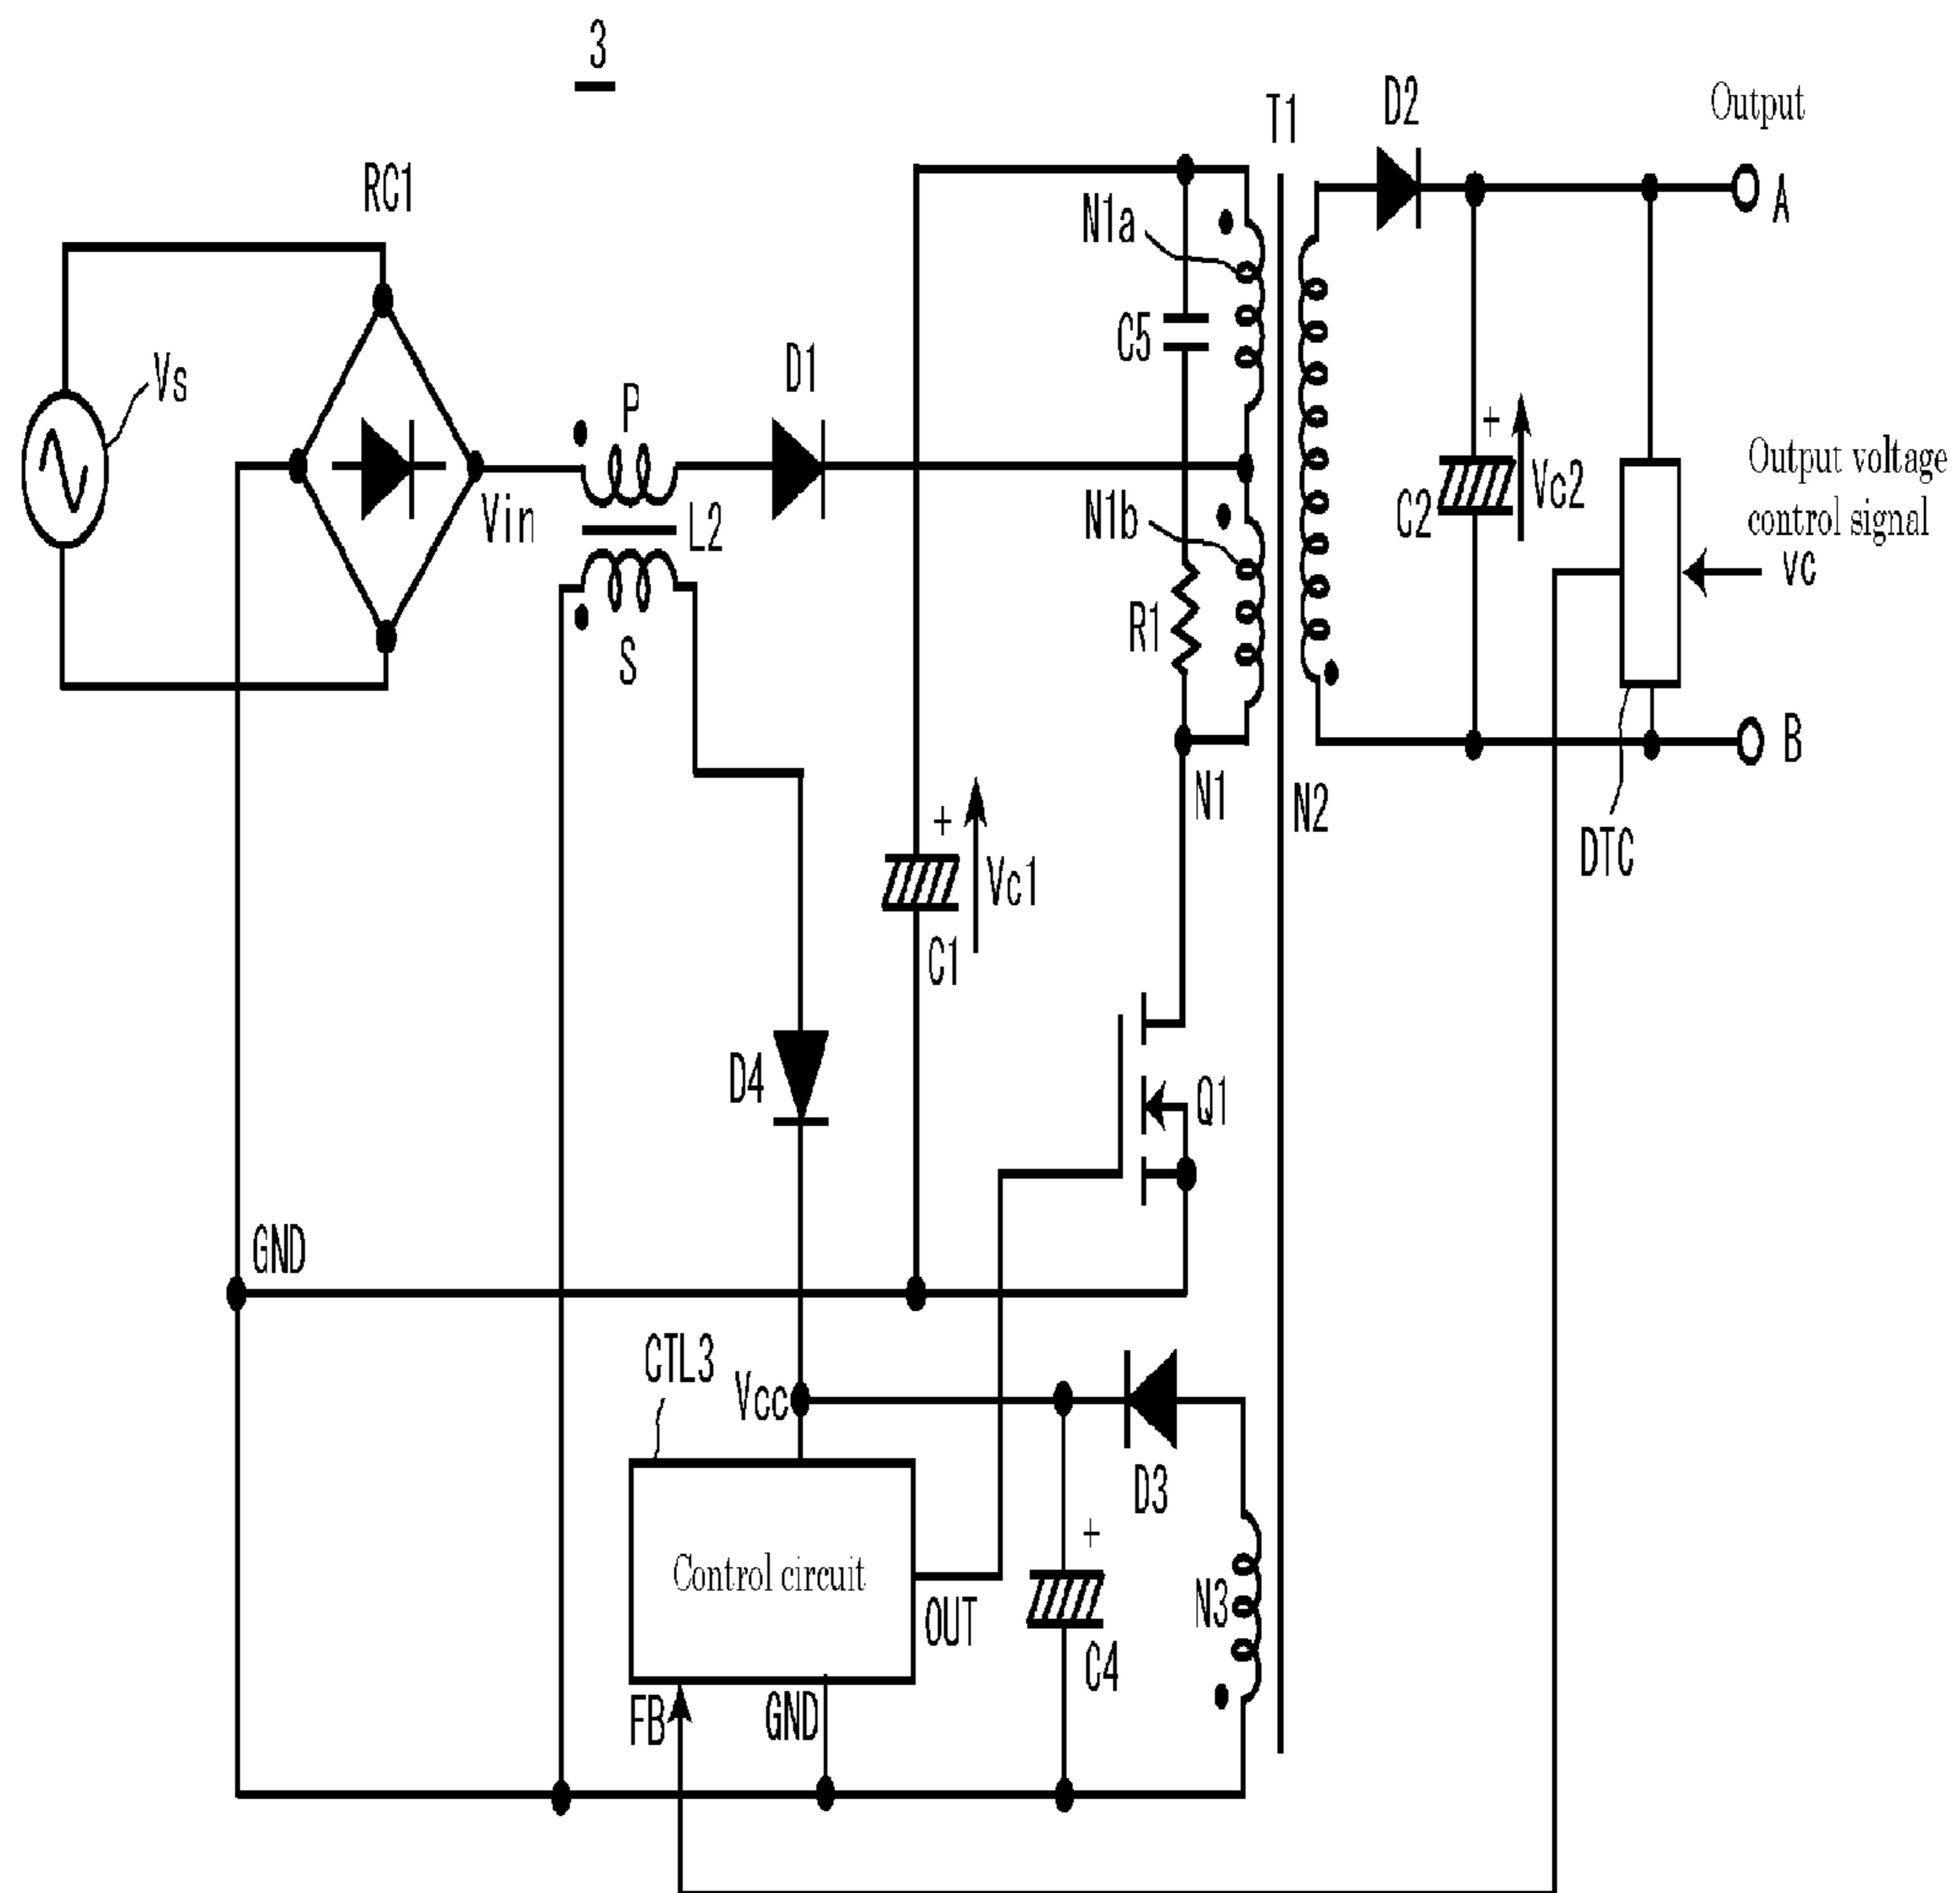 3
T1
D2
Output
RC1
N1a
A
Vs
C5
D1
P
Vin
L2
N1b
C2
Vc2
Output voltage
control signal
vc
S
R1
B
N1
N2
DTC
+
+
Vc1
C1
D4
Q1
GND
CTL3
Vcc
D3
+
Control circuit
N3
OUT
C4
FB
GND